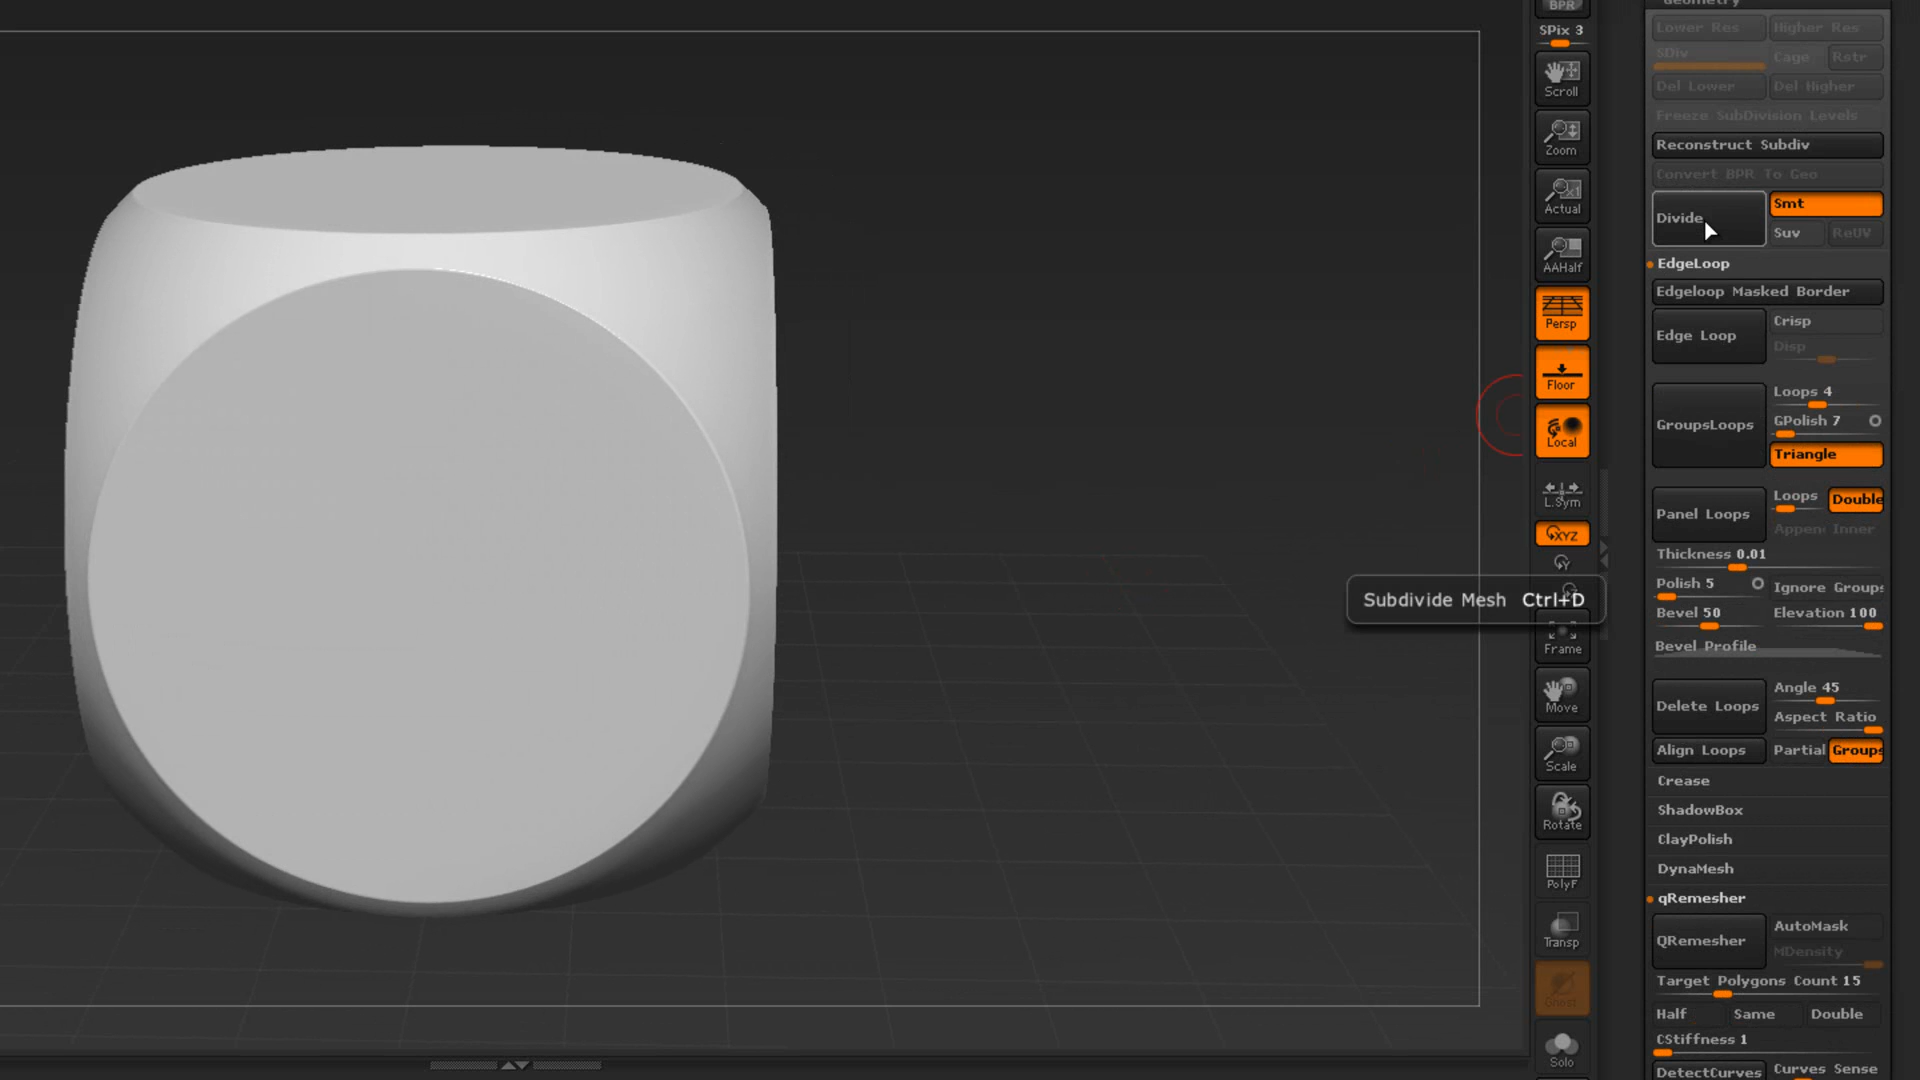 BPR
SPix 3
Scroll
Zoom
Actual
AAHalf
Persp
Floor
Local
L.Sym
XYZ
Y
Subdivide Mesh Ctrl+D
Frame
Move
Scale
Rotate
PolyF
Transp
Ghost
Solo
Geometry
Lower Res Higher Res
SDiv Cage Rstr
Del Lower Del Higher
Freeze SubDivision Levels
Reconstruct Subdiv
Convert BPR To Geo
Divide Smt
Suv ReUV
EdgeLoop
Edgeloop Masked Border
Edge Loop Crisp
Disp
Loops 4
GroupsLoops GPolish 7
Triangle
Panel Loops Loops Double
Appen Inner
Thickness 0.01
Polish 5 Ignore Groups
Bevel 50 Elevation 100
Bevel Profile
Delete Loops Angle 45
Aspect Ratio
Align Loops Partial Groups
Crease
ShadowBox
ClayPolish
DynaMesh
qRemesher
QRemesher AutoMask
MDensity
Target Polygons Count 15
Half Same Double
CStiffness 1
DetectCurves Curves Sense